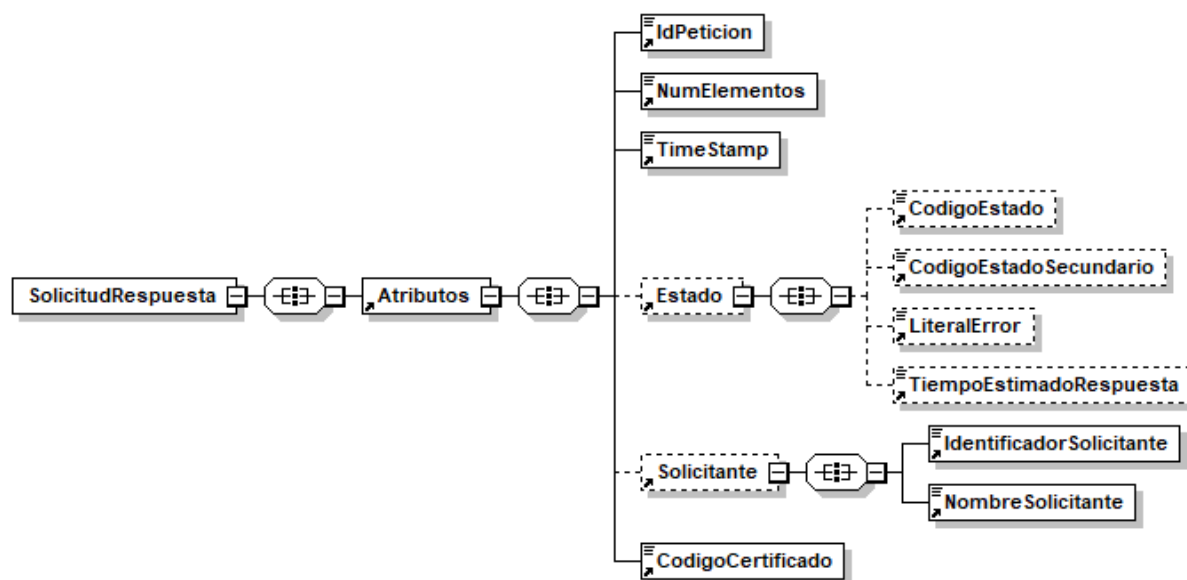 IdPeticion
NumElementos
TimeStamp
CodigoEstado
CodigoEstadoSecundario
SolicitudRespuesta
Atributos
Estado
LiteralError
TiempoEstimadoRespuesta
IdentificadorSolicitante
Solicitante
NombreSolicitante
CodigoCertificado